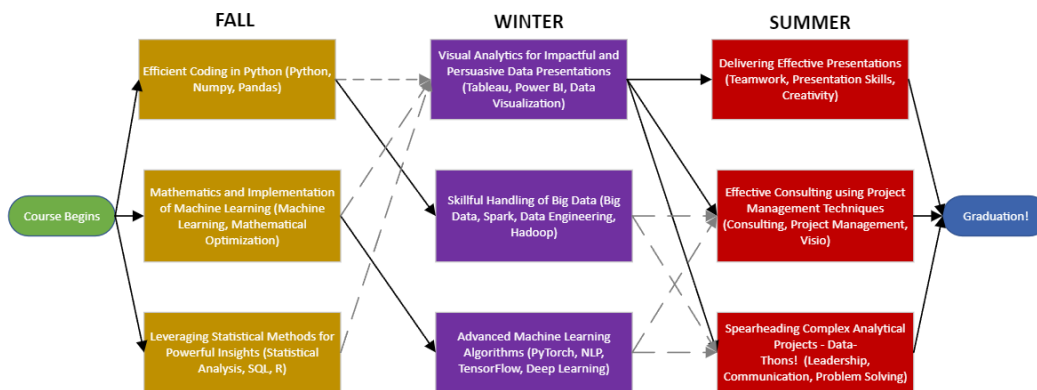 FALL
WINTER
SUMMER
Efficient Coding in Python (Python,
Numpy, Pandas)
Visual Analytics for Impactful and
Persuasive Data Presentations
(Tableau, Power BI, Data
Visualization)
Delivering Effective Presentations
(Teamwork, Presentation Skills,
Creativity)
Course Begins
Mathematics and Implementation
of Machine Learning (Machine
Learning, Mathematical
Optimization)
Skillful Handling of Big Data (Big
Data, Spark, Data Engineering,
Hadoop)
Effective Consulting using Project
Management Techniques
(Consulting, Project Management,
Visio)
Graduation!
Leveraging Statistical Methods for
Powerful Insights (Statistical
Analysis, SQL, R)
Advanced Machine Learning
Algorithms (PyTorch, NLP,
TensorFlow, Deep Learning)
Spearheading Complex Analytical
Projects - Data-
Thons! (Leadership,
Communication, Problem Solving)